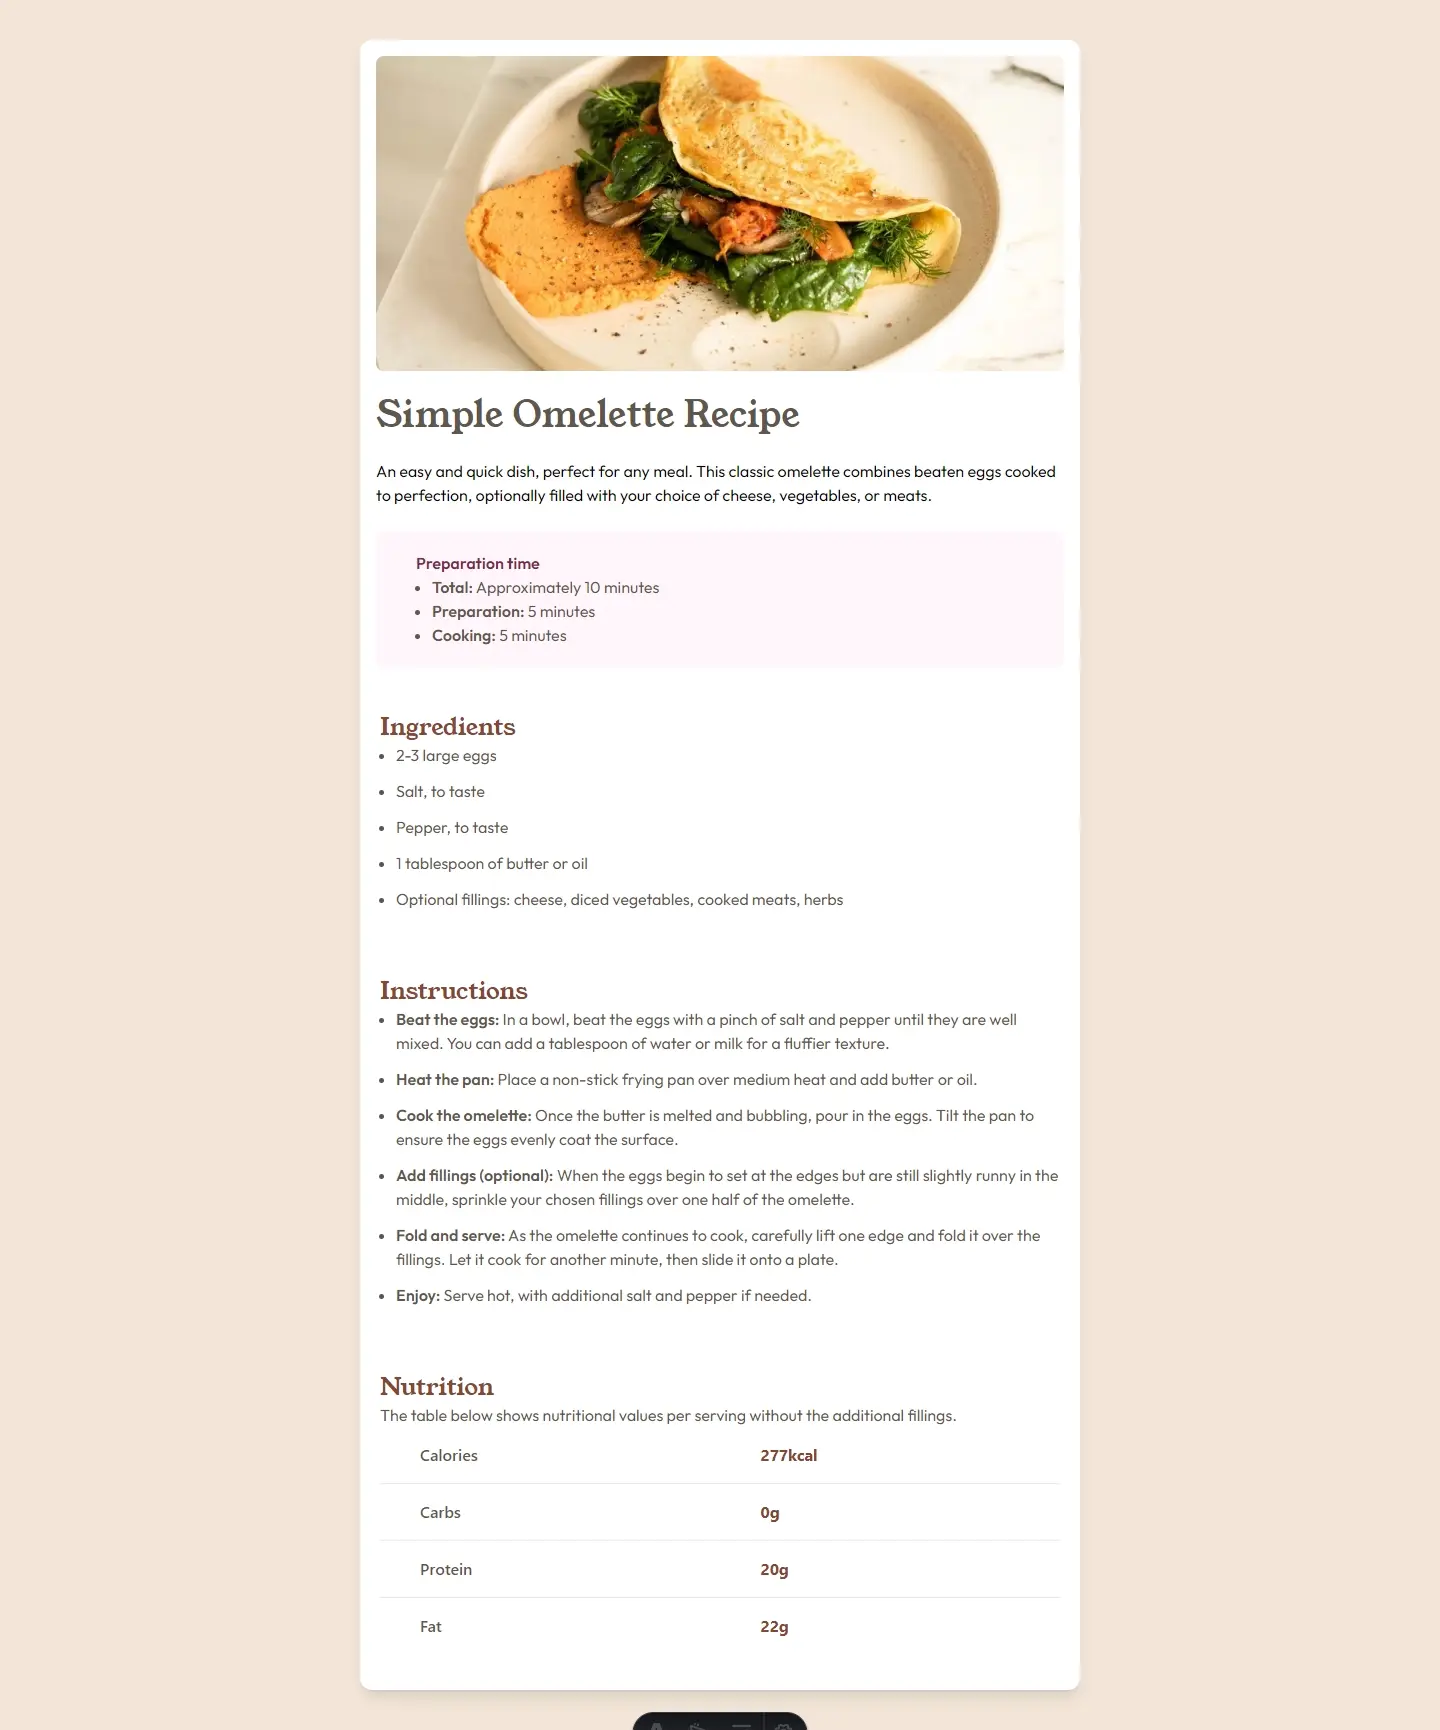 Simple Omelette Recipe
An easy and quick dish, perfect for any meal. This classic omelette combines beaten eggs cooked
to perfection, optionally filled with your choice of cheese, vegetables, or meats.
Preparation time
• Total: Approximately 10 minutes
• Preparation: 5 minutes
• Cooking: 5 minutes
Ingredients
• 2-3 large eggs
• Salt, to taste
• Pepper, to taste
• 1 tablespoon of butter or oil
• Optional fillings: cheese, diced vegetables, cooked meats, herbs
Instructions
• Beat the eggs: In a bowl, beat the eggs with a pinch of salt and pepper until they are well
mixed. You can add a tablespoon of water or milk for a fluffier texture.
• Heat the pan: Place a non-stick frying pan over medium heat and add butter or oil.
• Cook the omelette: Once the butter is melted and bubbling, pour in the eggs. Tilt the pan to
ensure the eggs evenly coat the surface.
• Add fillings (optional): When the eggs begin to set at the edges but are still slightly runny in the
middle, sprinkle your chosen fillings over one half of the omelette.
• Fold and serve: As the omelette continues to cook, carefully lift one edge and fold it over the
fillings. Let it cook for another minute, then slide it onto a plate.
• Enjoy: Serve hot, with additional salt and pepper if needed.
Nutrition
The table below shows nutritional values per serving without the additional fillings.
Calories 277kcal
Carbs 0g
Protein 20g
Fat 22g